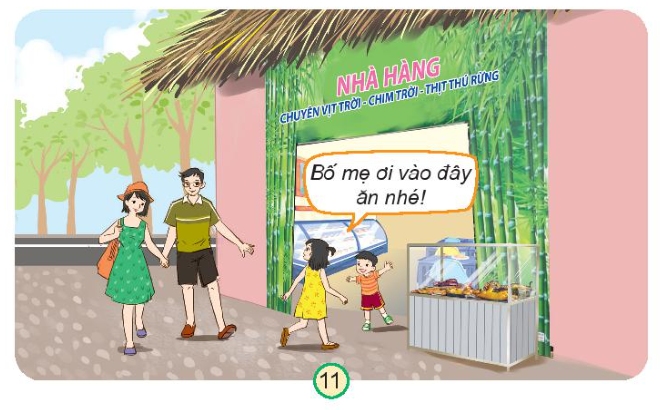 NHÀ HÀNG
CHUYÊN VỊT TRỜI - CHIM TRỜI - THỊT THÚ RỪNG
Bố mẹ ơi vào đây
ăn nhé!
11